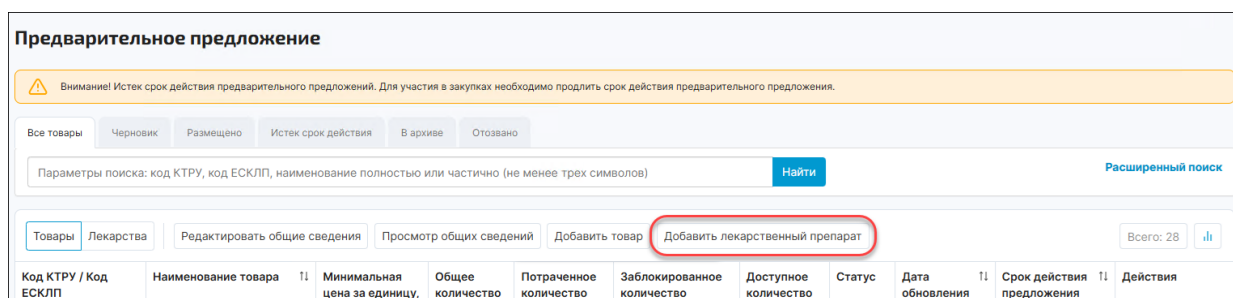 Предварительное предложение
Внимание! Истек срок действия предварительного предложений. Для участия в закупках необходимо продлить срок действия предварительного предложения.
Все товары Черновик Размещено Истек срок действия В архиве Отозвано
Параметры поиска: код КТРУ, код ЕСКЛП, наименование полностью или частично (не менее трех символов) Найти Расширенный поиск
Товары Лекарства Редактировать общие сведения Просмотр общих сведений Добавить товар Добавить лекарственный препарат Всего: 28
Код КТРУ / Код Наименование товара Минимальная Общее Потраченное Заблокированное Доступное Статус Дата Срок действия Действия
ЕСКЛП цена за единицу, количество количество количество количество обновления предложения